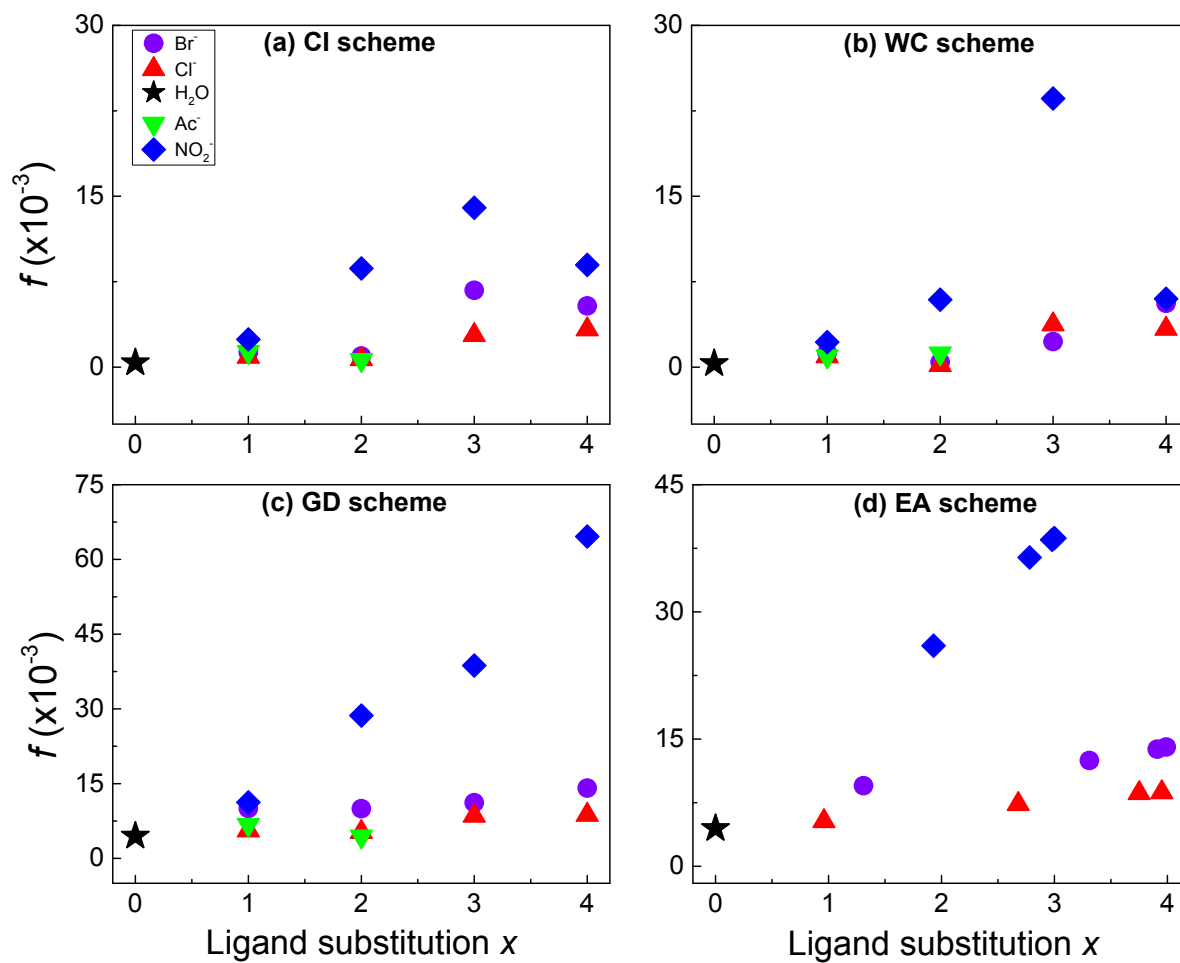 (a) CI scheme
Br⁻
Cl⁻
H₂O
Ac⁻
NO₂⁻
30
15
0
f (x10⁻³)
0 1 2 3 4
(b) WC scheme
30
15
0
0 1 2 3 4
(c) GD scheme
75
60
45
30
15
0
f (x10⁻³)
0 1 2 3 4
Ligand substitution x
(d) EA scheme
45
30
15
0
0 1 2 3 4
Ligand substitution x